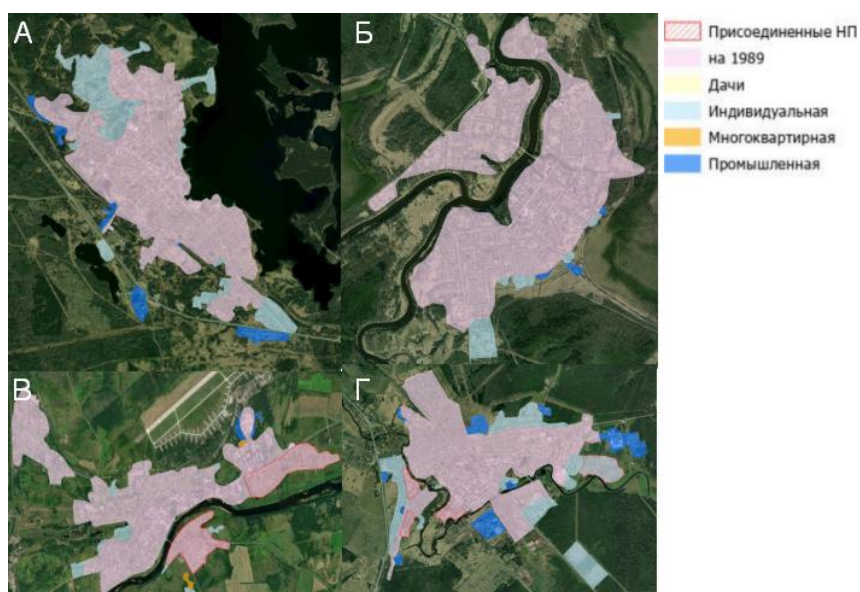 А
Б
В
Г
Присоединенные НП
на 1989
Дачи
Индивидуальная
Многоквартирная
Промышленная